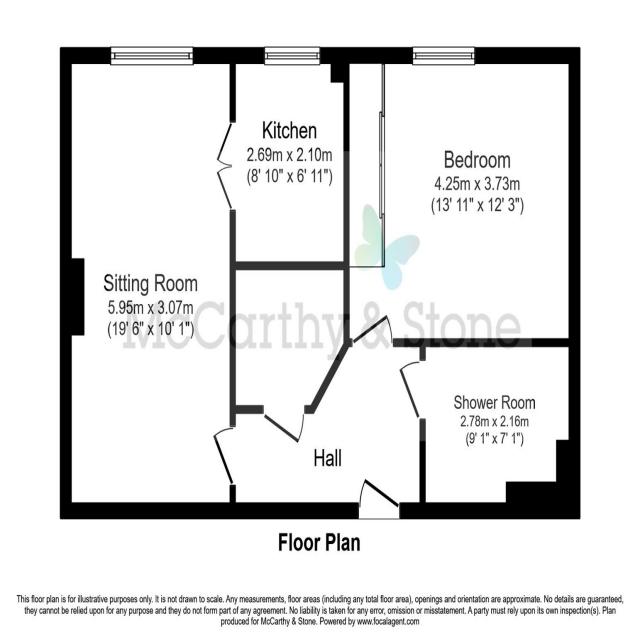 Kitchen
2.69m x 2.10m
(8' 10" x 6' 11")
Bedroom
4.25m x 3.73m
(13' 11" x 12' 3")
Sitting Room
5.95m x 3.07m
(19' 6" x 10' 1")
McCarthy & Stone
Shower Room
2.78m x 2.16m
(9' 1" x 7' 1")
Hall
Floor Plan
This floor plan is for illustrative purposes only. It is not drawn to scale. Any measurements, floor areas (including any total floor area), openings and orientation are approximate. No details are guaranteed,
they cannot be relied upon for any purpose and they do not form part of any agreement. No liability is taken for any error, omission or misstatement. A party must rely upon its own inspection(s). Plan
produced for McCarthy & Stone. Powered by www.focalagent.com